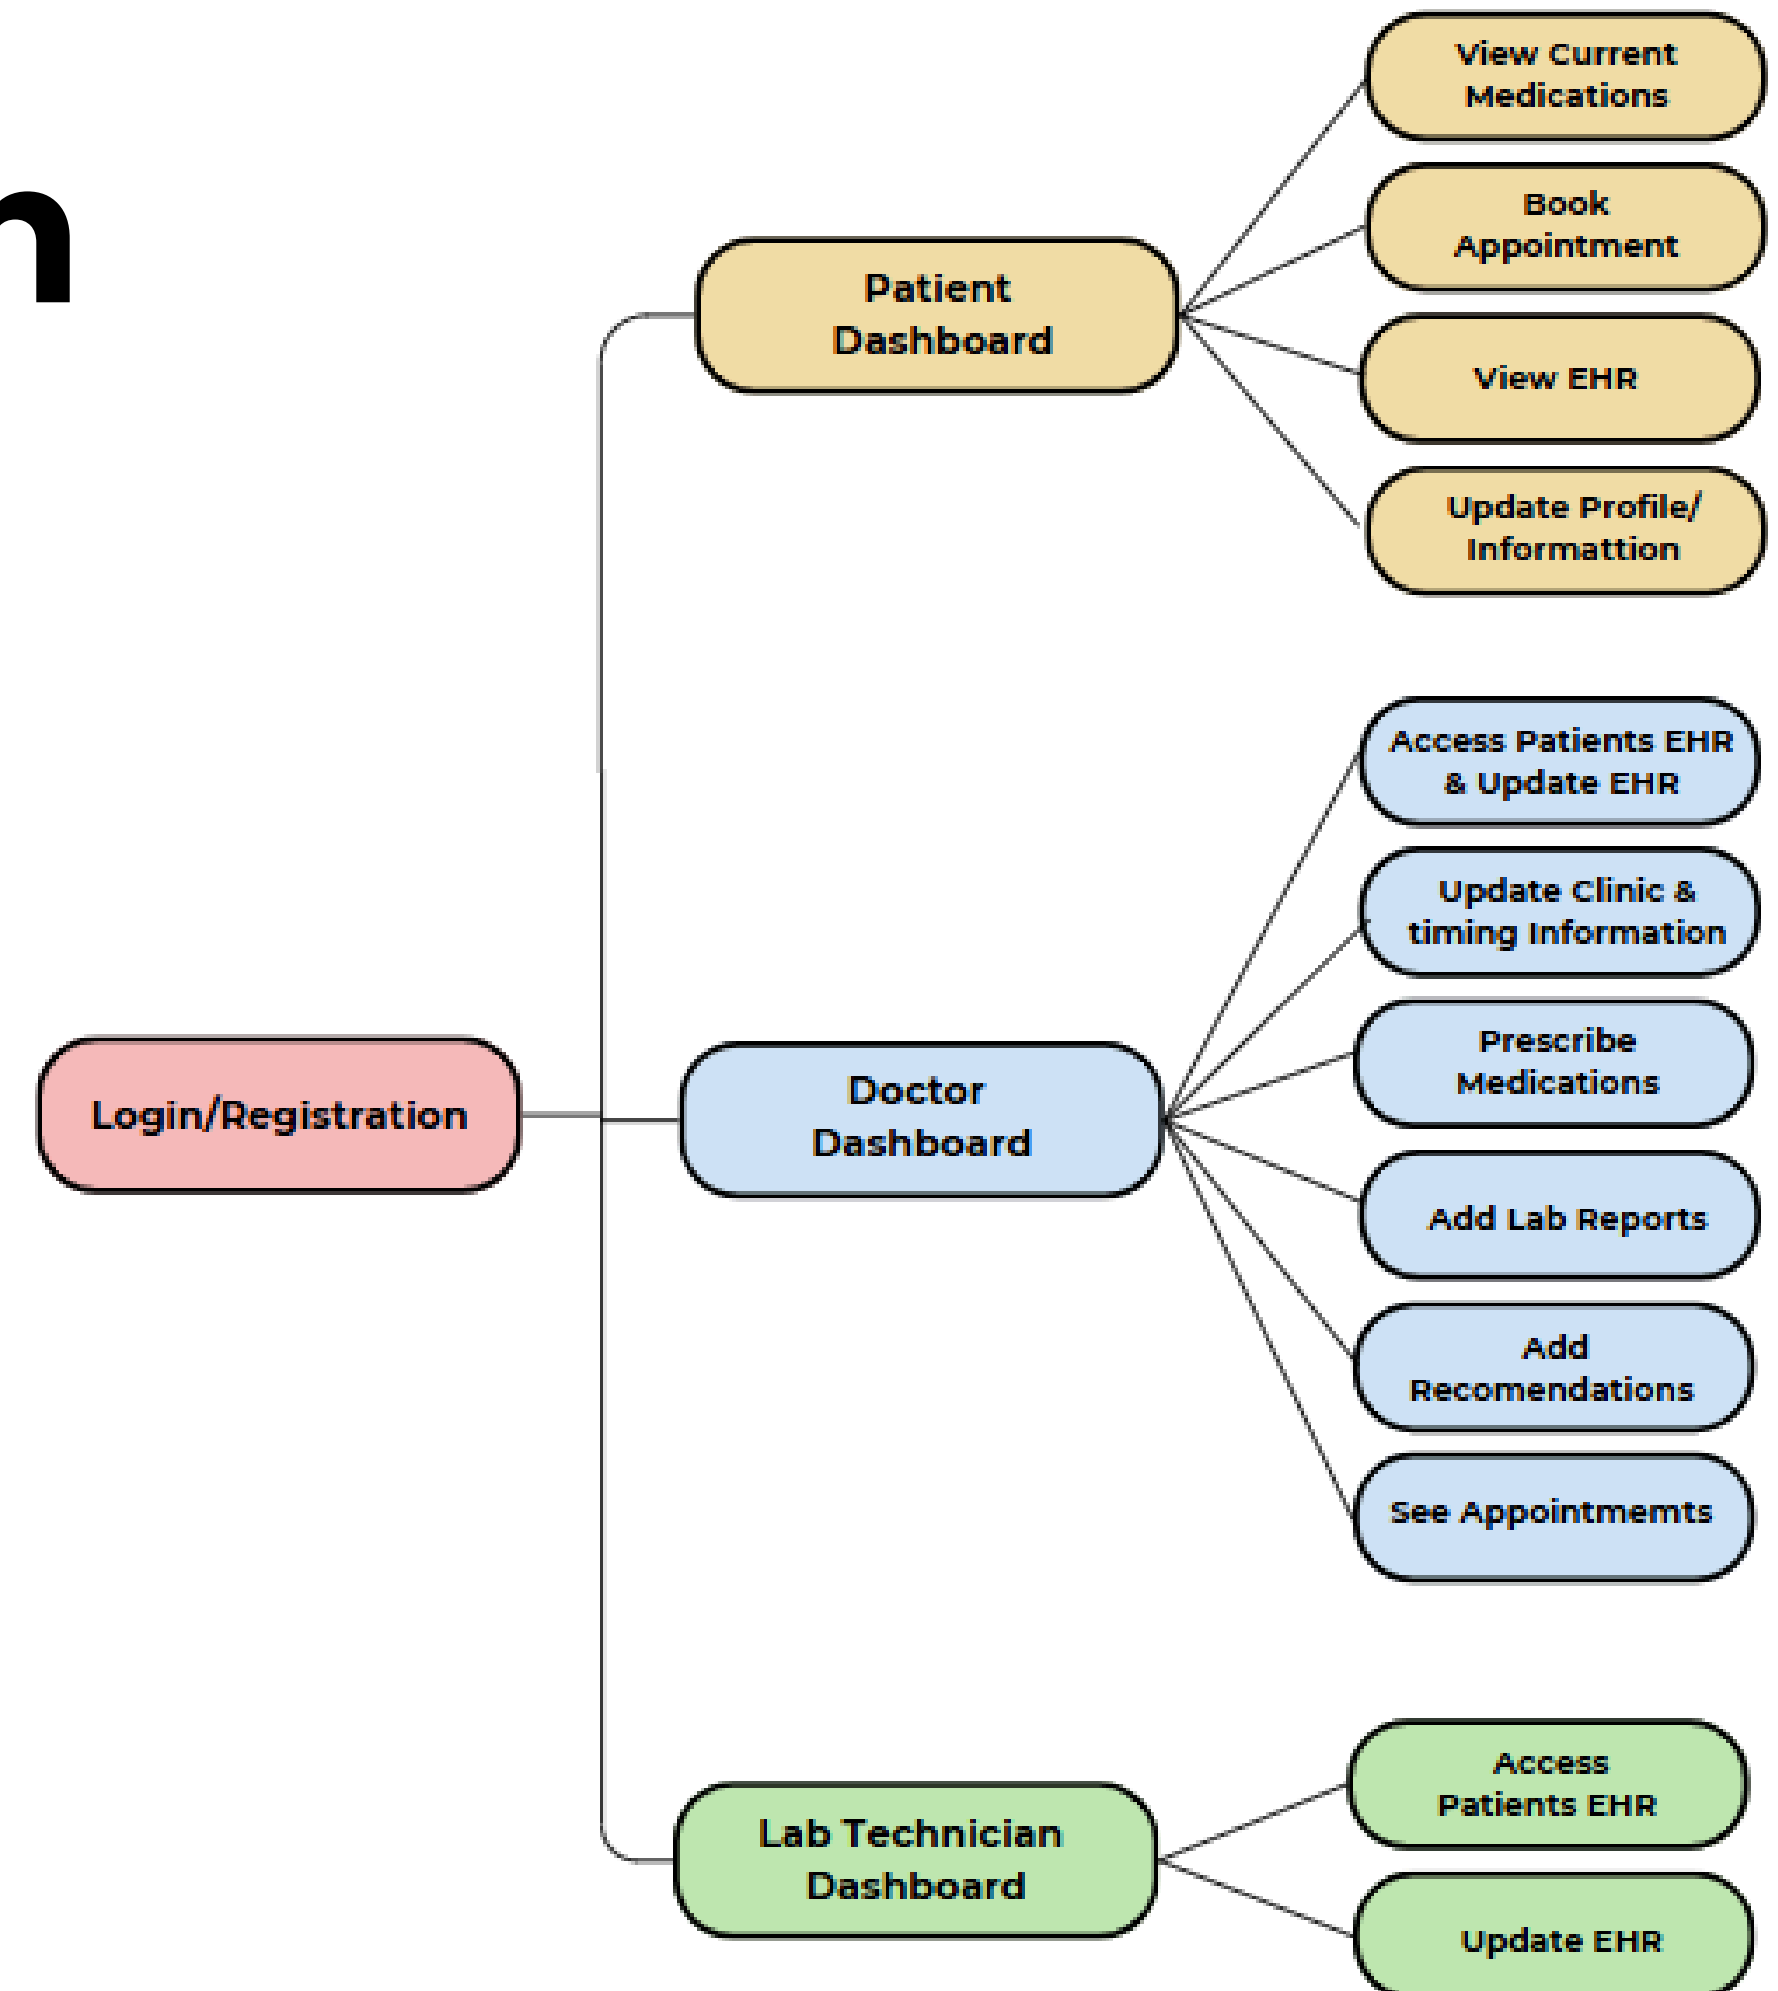 n
View Current
Medications
Book
Appointment
View EHR
Update Profile/
Informattion
Patient
Dashboard
Access Patients EHR
& Update EHR
Update Clinic &
timing Information
Prescribe
Medications
Add Lab Reports
Add
Recomendations
See Appointmemts
Doctor
Dashboard
Login/Registration
Access
Patients EHR
Update EHR
Lab Technician
Dashboard